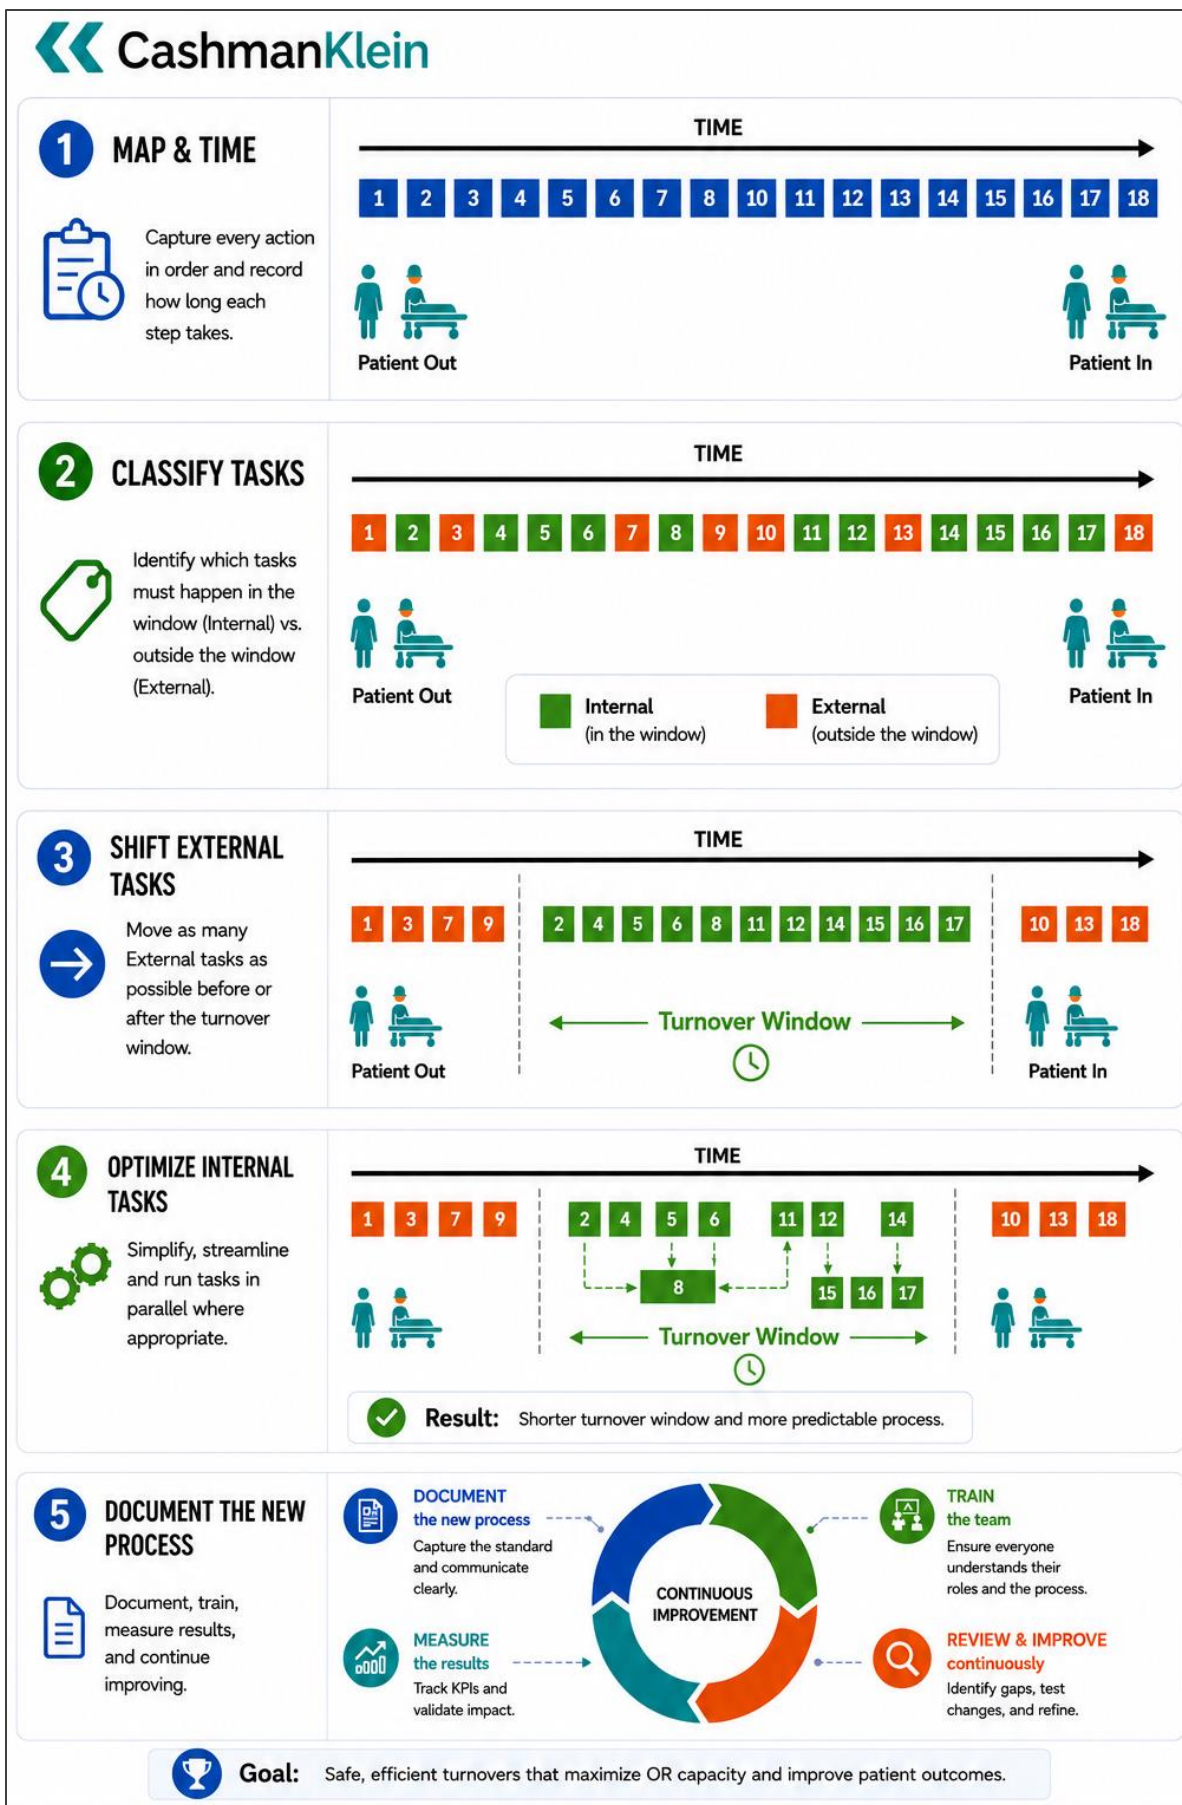 CashmanKlein
1 MAP & TIME
Capture every action
in order and record
how long each
step takes.
TIME
1 2 3 4 5 6 7 8 10 11 12 13 14 15 16 17 18
Patient Out
Patient In
2 CLASSIFY TASKS
Identify which tasks
must happen in the
window (Internal) vs.
outside the window
(External).
TIME
1 2 3 4 5 6 7 8 9 10 11 12 13 14 15 16 17 18
Patient Out
Patient In
Internal
(in the window)
External
(outside the window)
3 SHIFT EXTERNAL
TASKS
Move as many
External tasks as
possible before or
after the turnover
window.
TIME
1 3 7 9 2 4 5 6 8 11 12 14 15 16 17 10 13 18
Turnover Window
Patient Out
Patient In
4 OPTIMIZE INTERNAL
TASKS
Simplify, streamline
and run tasks in
parallel where
appropriate.
TIME
1 3 7 9 2 4 5 6 11 12 14 10 13 18
8 15 16 17
Turnover Window
Result: Shorter turnover window and more predictable process.
5 DOCUMENT THE NEW
PROCESS
Document, train,
measure results,
and continue
improving.
DOCUMENT
the new process
Capture the standard
and communicate
clearly.
MEASURE
the results
Track KPIs and
validate impact.
CONTINUOUS
IMPROVEMENT
TRAIN
the team
Ensure everyone
understands their
roles and the process.
REVIEW & IMPROVE
continuously
Identify gaps, test
changes, and refine.
Goal: Safe, efficient turnovers that maximize OR capacity and improve patient outcomes.